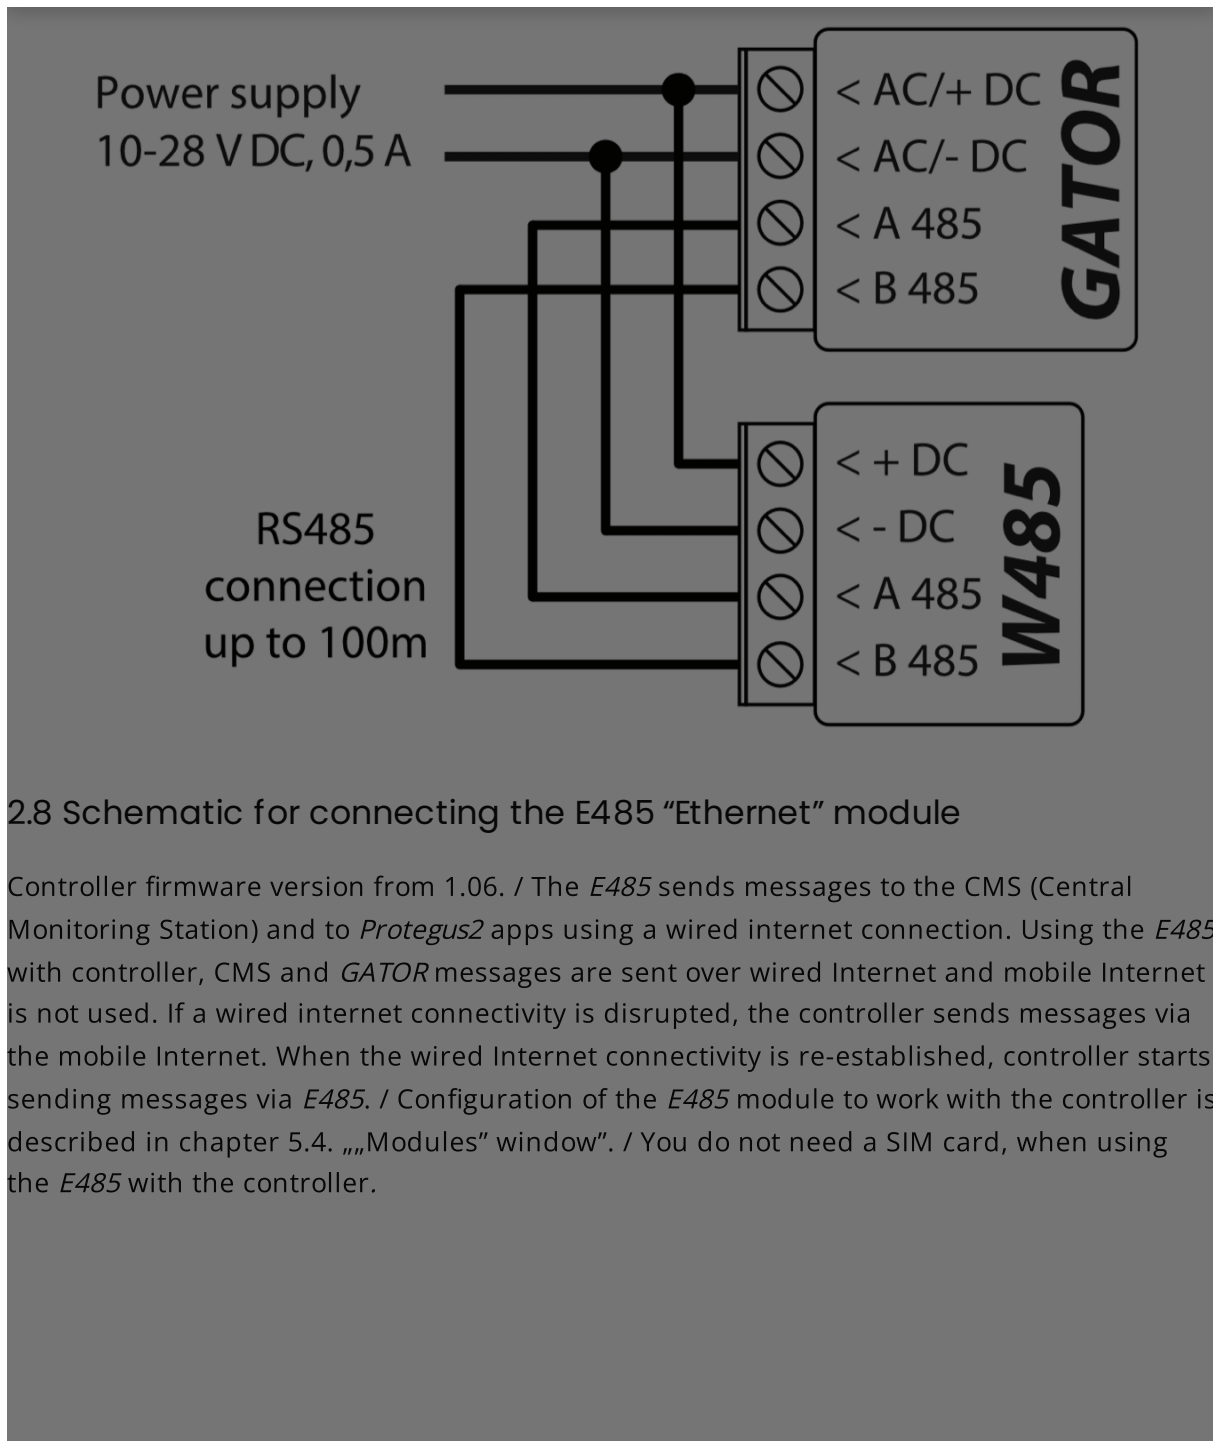 Power supply
10-28 V DC, 0,5 A
< AC/+ DC
< AC/- DC
< A 485
< B 485
GATOR
< + DC
< - DC
< A 485
< B 485
W485
RS485
connection
up to 100m
2.8 Schematic for connecting the E485 “Ethernet” module
Controller firmware version from 1.06. / The E485 sends messages to the CMS (Central
Monitoring Station) and to Protegus2 apps using a wired internet connection. Using the E485
with controller, CMS and GATOR messages are sent over wired Internet and mobile Internet
is not used. If a wired internet connectivity is disrupted, the controller sends messages via
the mobile Internet. When the wired Internet connectivity is re-established, controller starts
sending messages via E485. / Configuration of the E485 module to work with the controller is
described in chapter 5.4. „„Modules” window”. / You do not need a SIM card, when using
the E485 with the controller.